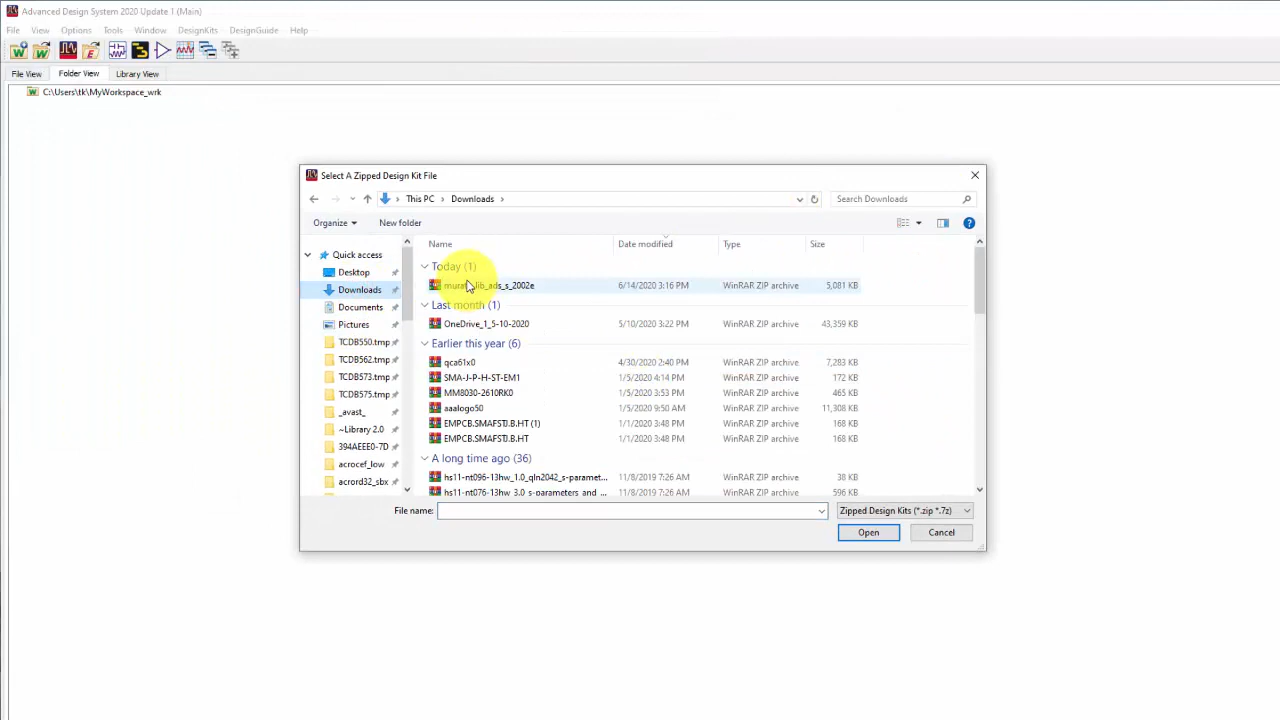 Advanced Design System 2020 Update 1 (Main)
File View Options Tools Window DesignKits DesignGuide Help
File View Folder View Library View
C:\Users\tk\MyWorkspace_wrk
Select A Zipped Design Kit File
This PC > Downloads >
Search Downloads
Organize New folder
Name Date modified Type Size
Quick access
Desktop
Downloads
Documents
Pictures
TCDB550.tmp
TCDB562.tmp
TCDB573.tmp
TCDB575.tmp
_avast_
~Library 2.0
394AEEE0-7D
acrocef_low
acrord32_sbx
Today (1)
lib_ads_s_2002e 6/14/2020 3:16 PM WinRAR ZIP archive 5,081 KB
Last month (1)
OneDrive_1_5-10-2020 5/10/2020 3:22 PM WinRAR ZIP archive 43,359 KB
Earlier this year (6)
qca61x0 4/30/2020 2:40 PM WinRAR ZIP archive 7,283 KB
SMA-J-P-H-ST-EM1 1/5/2020 4:14 PM WinRAR ZIP archive 172 KB
MM8030-2610RK0 1/5/2020 3:53 PM WinRAR ZIP archive 465 KB
aaalogo50 1/5/2020 9:50 AM WinRAR ZIP archive 11,308 KB
EMPCB.SMAFSTJ.B.HT (1) 1/1/2020 3:48 PM WinRAR ZIP archive 168 KB
EMPCB.SMAFSTJ.B.HT 1/1/2020 3:48 PM WinRAR ZIP archive 168 KB
A long time ago (36)
hs11-nt096-13hw_1.0_qln2042_s-paramet... 11/8/2019 7:26 AM WinRAR ZIP archive 38 KB
hs11-nt076-13hw_3.0_s-parameters_and_... 11/8/2019 7:26 AM WinRAR ZIP archive 596 KB
File name: Zipped Design Kits (*.zip *.7z)
Open Cancel